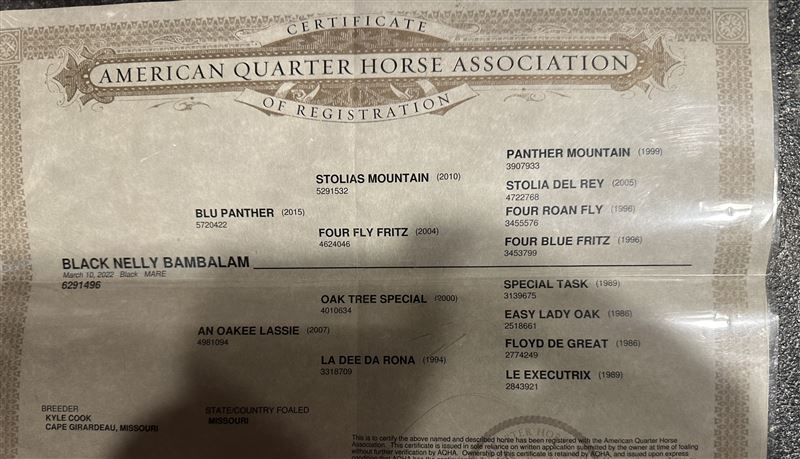 CERTIFICATE
AMERICAN QUARTER HORSE ASSOCIATION
OF REGISTRATION
PANTHER MOUNTAIN (1999)
3907933
STOLIAS MOUNTAIN (2010)
5291532
STOLIA DEL REY (2005)
4722768
BLU PANTHER (2015)
5720422
FOUR ROAN FLY (1996)
3455576
FOUR FLY FRITZ (2004)
4624046
FOUR BLUE FRITZ (1996)
3453799
BLACK NELLY BAMBALAM
March 10, 2022 Black MARE
6291496
SPECIAL TASK (1989)
3139675
OAK TREE SPECIAL (2000)
4010634
EASY LADY OAK (1986)
2518661
AN OAKEE LASSIE (2007)
4981094
FLOYD DE GREAT (1986)
2774249
LA DEE DA RONA (1994)
3318709
LE EXECUTRIX (1989)
2843921
BREEDER
KYLE COOK
CAPE GIRARDEAU, MISSOURI
STATE/COUNTRY FOALED
MISSOURI
QUARTER HORSE
This is to certify the above named and described horse has been registered with the American Quarter Horse
Association. This certificate is issued in sole reliance on written application submitted by the owner at time of foaling
without further verification by AQHA. Ownership of this certificate is retained by AQHA, and issued upon express